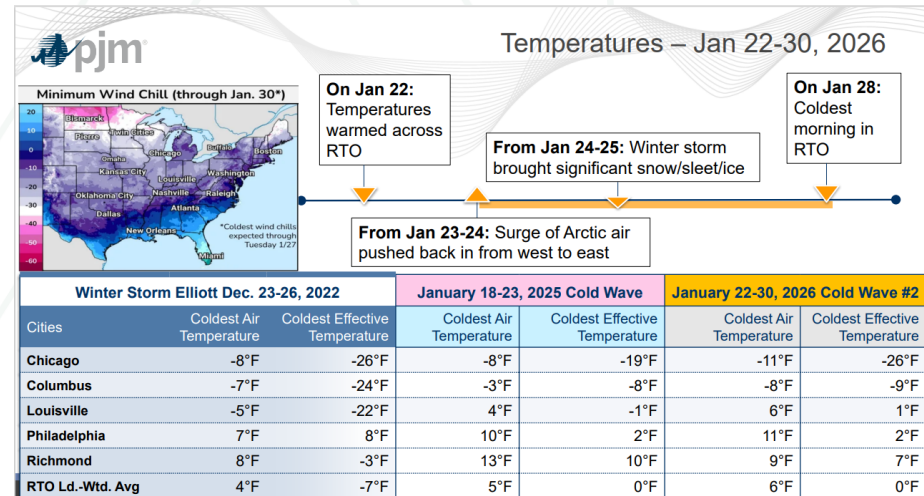 pjm
Temperatures – Jan 22-30, 2026
Minimum Wind Chill (through Jan. 30*)
20
10
0
-10
-20
-30
-40
-50
-60
Bismarck
Pierre
Twin Cities
Omaha
Chicago
Buffalo
Boston
Kansas City
Louisville
Washington
Oklahoma City
Nashville
Raleigh
Dallas
Atlanta
New Orleans
Miami
*Coldest wind chills
expected through
Tuesday 1/27
On Jan 22:
Temperatures
warmed across
RTO
From Jan 24-25: Winter storm
brought significant snow/sleet/ice
On Jan 28:
Coldest
morning in
RTO
From Jan 23-24: Surge of Arctic air
pushed back in from west to east
Winter Storm Elliott Dec. 23-26, 2022 January 18-23, 2025 Cold Wave January 22-30, 2026 Cold Wave #2
Cities Coldest Air Temperature Coldest Effective Temperature Coldest Air Temperature Coldest Effective Temperature Coldest Air Temperature Coldest Effective Temperature
Chicago -8°F -26°F -8°F -19°F -11°F -26°F
Columbus -7°F -24°F -3°F -8°F -8°F -9°F
Louisville -5°F -22°F 4°F -1°F 6°F 1°F
Philadelphia 7°F 8°F 10°F 2°F 11°F 2°F
Richmond 8°F -3°F 13°F 10°F 9°F 7°F
RTO Ld.-Wtd. Avg 4°F -7°F 5°F 0°F 6°F 0°F